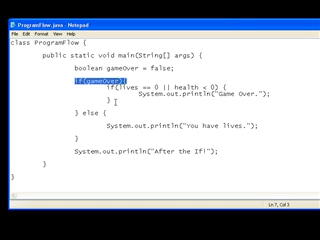 ProgramFlow.java - Notepad
File Edit Format View Help
class ProgramFlow {
public static void main(String[] args) {
boolean gameOver = false;
if(gameOver){
if(lives == 0 || health < 0) {
System.out.println("Game Over.");
}
} else {
System.out.println("You have lives.");
}
System.out.println("After the If!");
}
}
Ln 7, Col 3